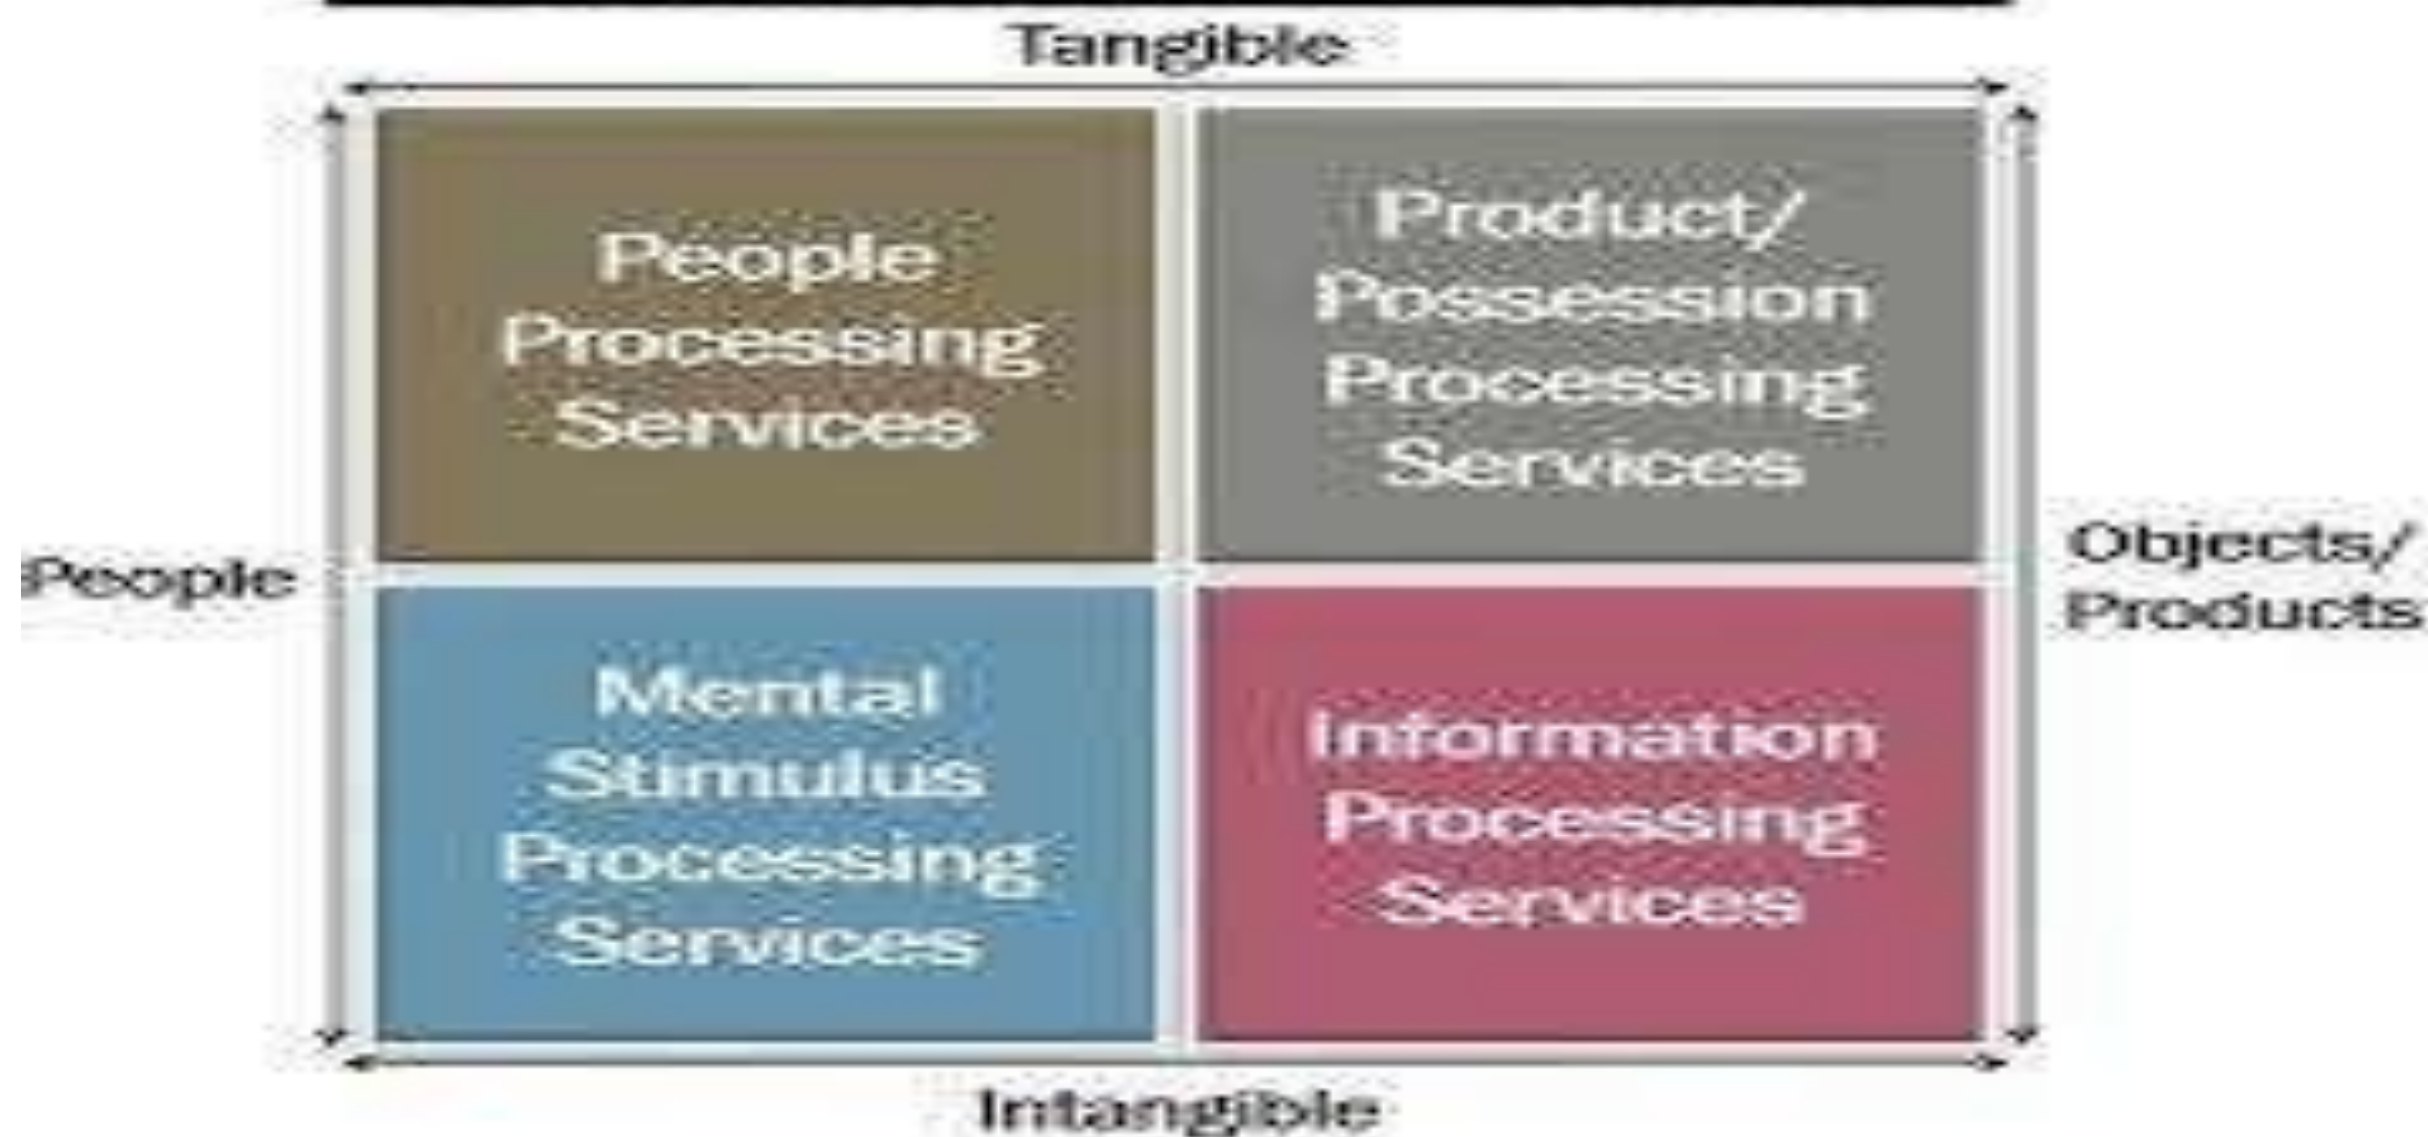 Tangible
People
Processing
Services
Product/
Possession
Processing
Services
People
Objects/
Products
Mental
Stimulus
Processing
Services
Information
Processing
Services
Intangible